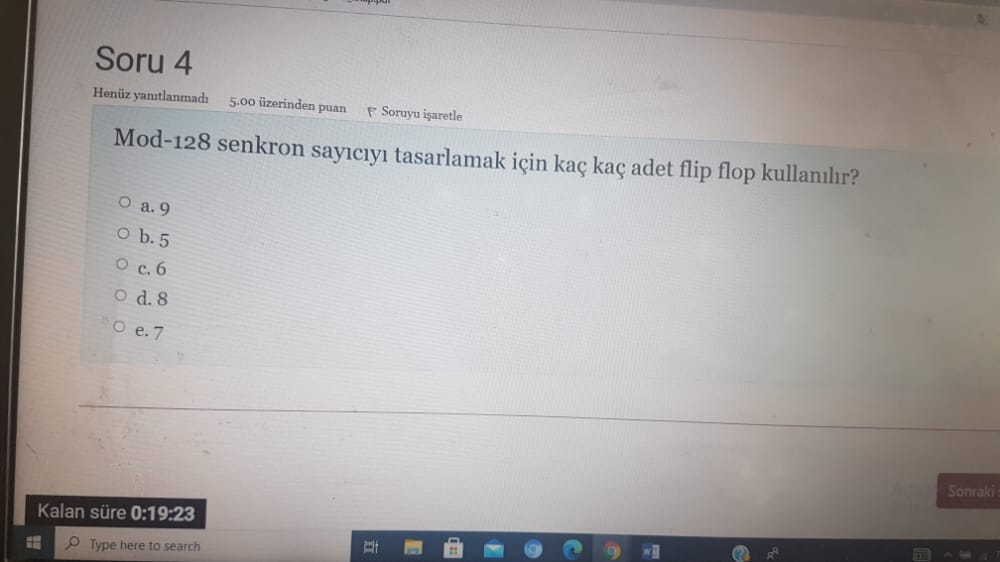 Soru 4
Henüz yanıtlanmadı 5.00 üzerinden puan Soruyu işaretle
Mod-128 senkron sayıcıyı tasarlamak için kaç kaç adet flip flop kullanılır?
a. 9
b. 5
c. 6
d. 8
e. 7
Sonraki
Kalan süre 0:19:23
Type here to search